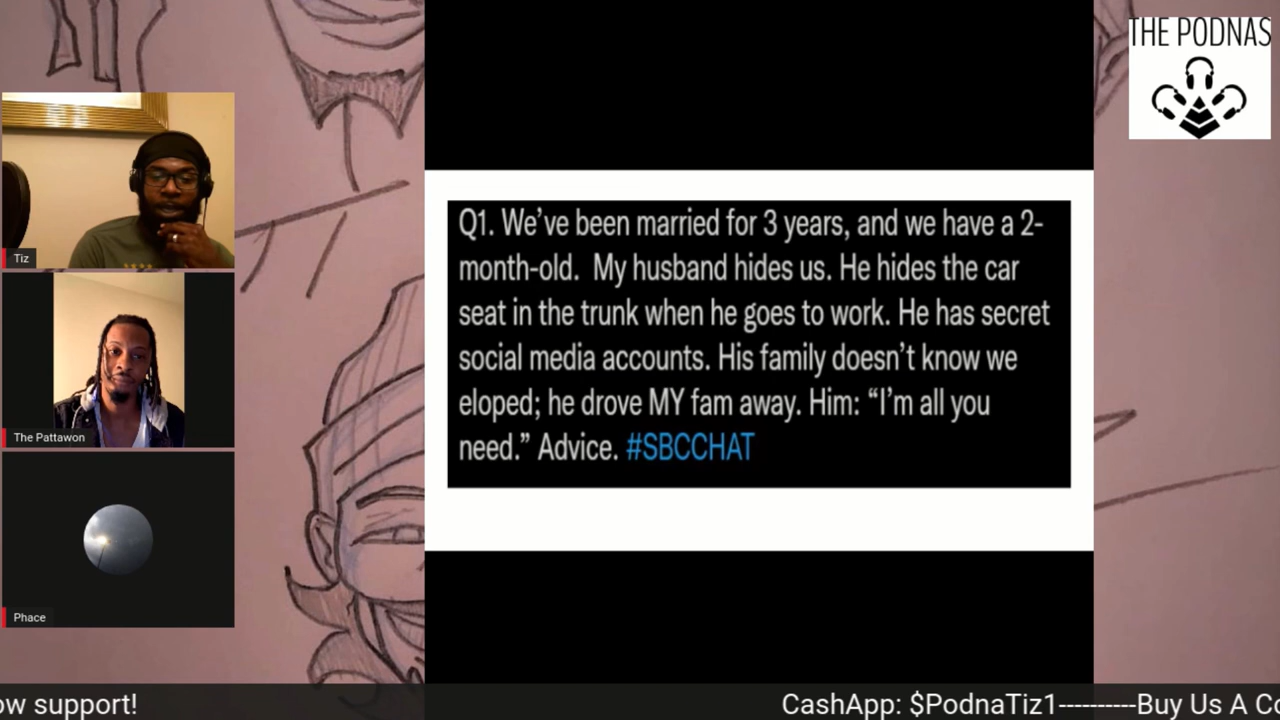 THE PODNAS
Tiz
The Pattawon
Phace
Q1. We’ve been married for 3 years, and we have a 2-
month-old.  My husband hides us. He hides the car
seat in the trunk when he goes to work. He has secret
social media accounts. His family doesn’t know we
eloped; he drove MY fam away. Him: “I’m all you
need.” Advice. #SBCCHAT
support! CashApp: $PodnaTiz1----------Buy Us A